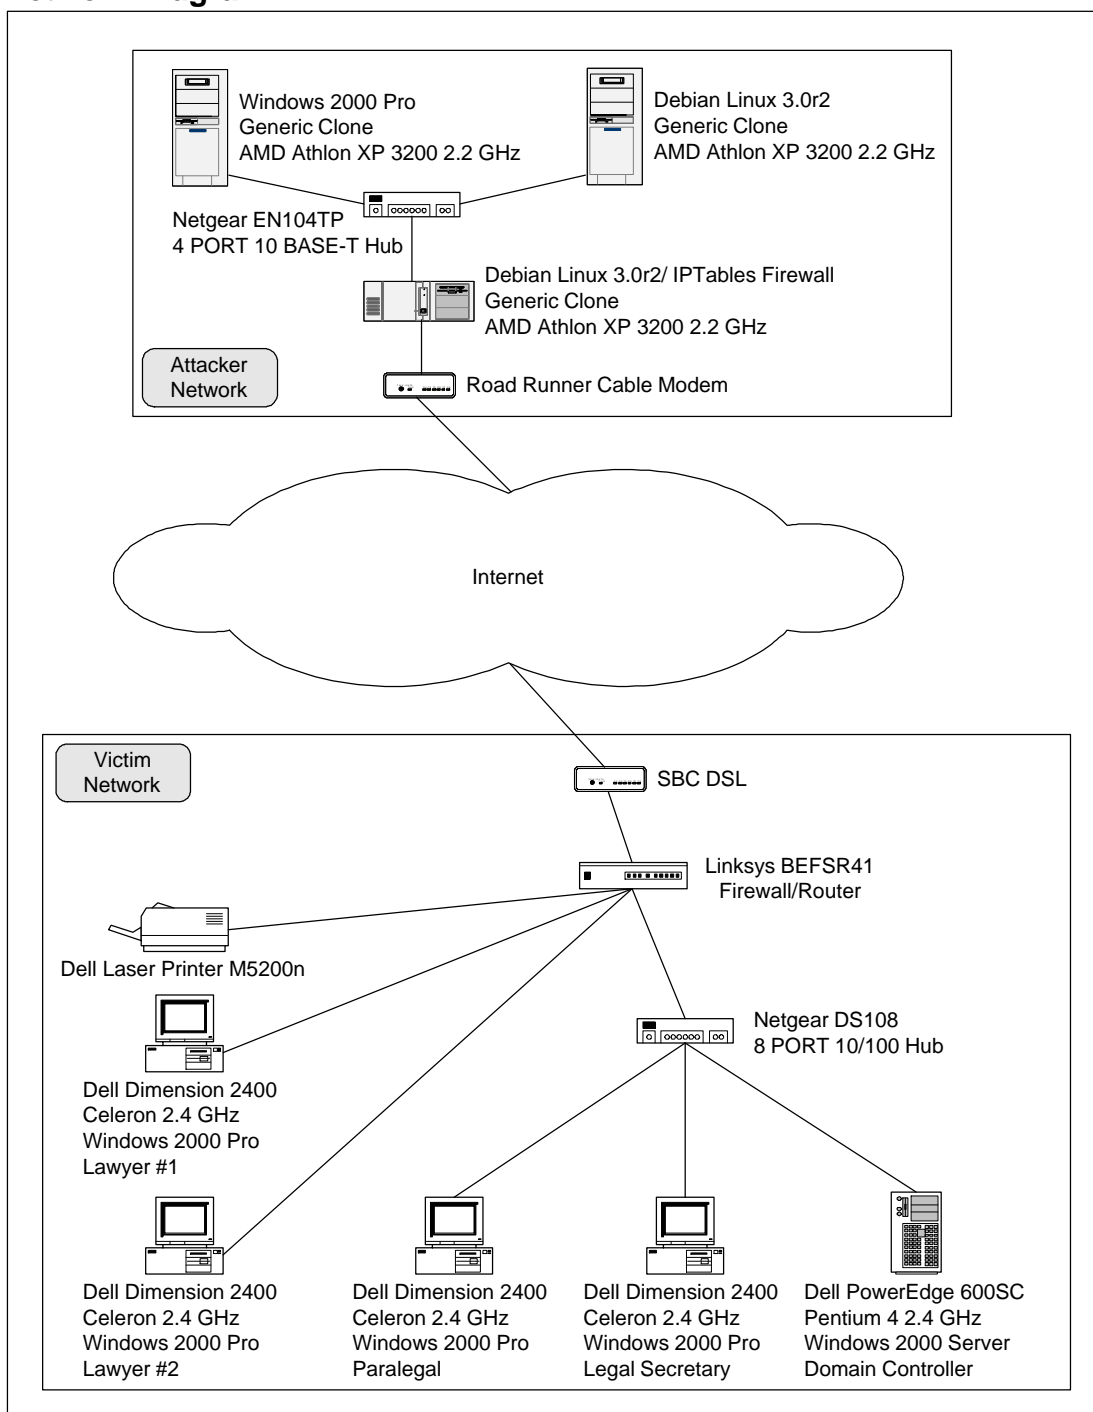 Windows 2000 Pro
Generic Clone
AMD Athlon XP 3200 2.2 GHz
Debian Linux 3.0r2
Generic Clone
AMD Athlon XP 3200 2.2 GHz
Netgear EN104TP
4 PORT 10 BASE-T Hub
Debian Linux 3.0r2/ IPTables Firewall
Generic Clone
AMD Athlon XP 3200 2.2 GHz
Attacker
Network
Road Runner Cable Modem
Internet
Victim
Network
SBC DSL
Linksys BEFSR41
Firewall/Router
Dell Laser Printer M5200n
Netgear DS108
8 PORT 10/100 Hub
Dell Dimension 2400
Celeron 2.4 GHz
Windows 2000 Pro
Lawyer #1
Dell Dimension 2400
Celeron 2.4 GHz
Windows 2000 Pro
Lawyer #2
Dell Dimension 2400
Celeron 2.4 GHz
Windows 2000 Pro
Paralegal
Dell Dimension 2400
Celeron 2.4 GHz
Windows 2000 Pro
Legal Secretary
Dell PowerEdge 600SC
Pentium 4 2.4 GHz
Windows 2000 Server
Domain Controller